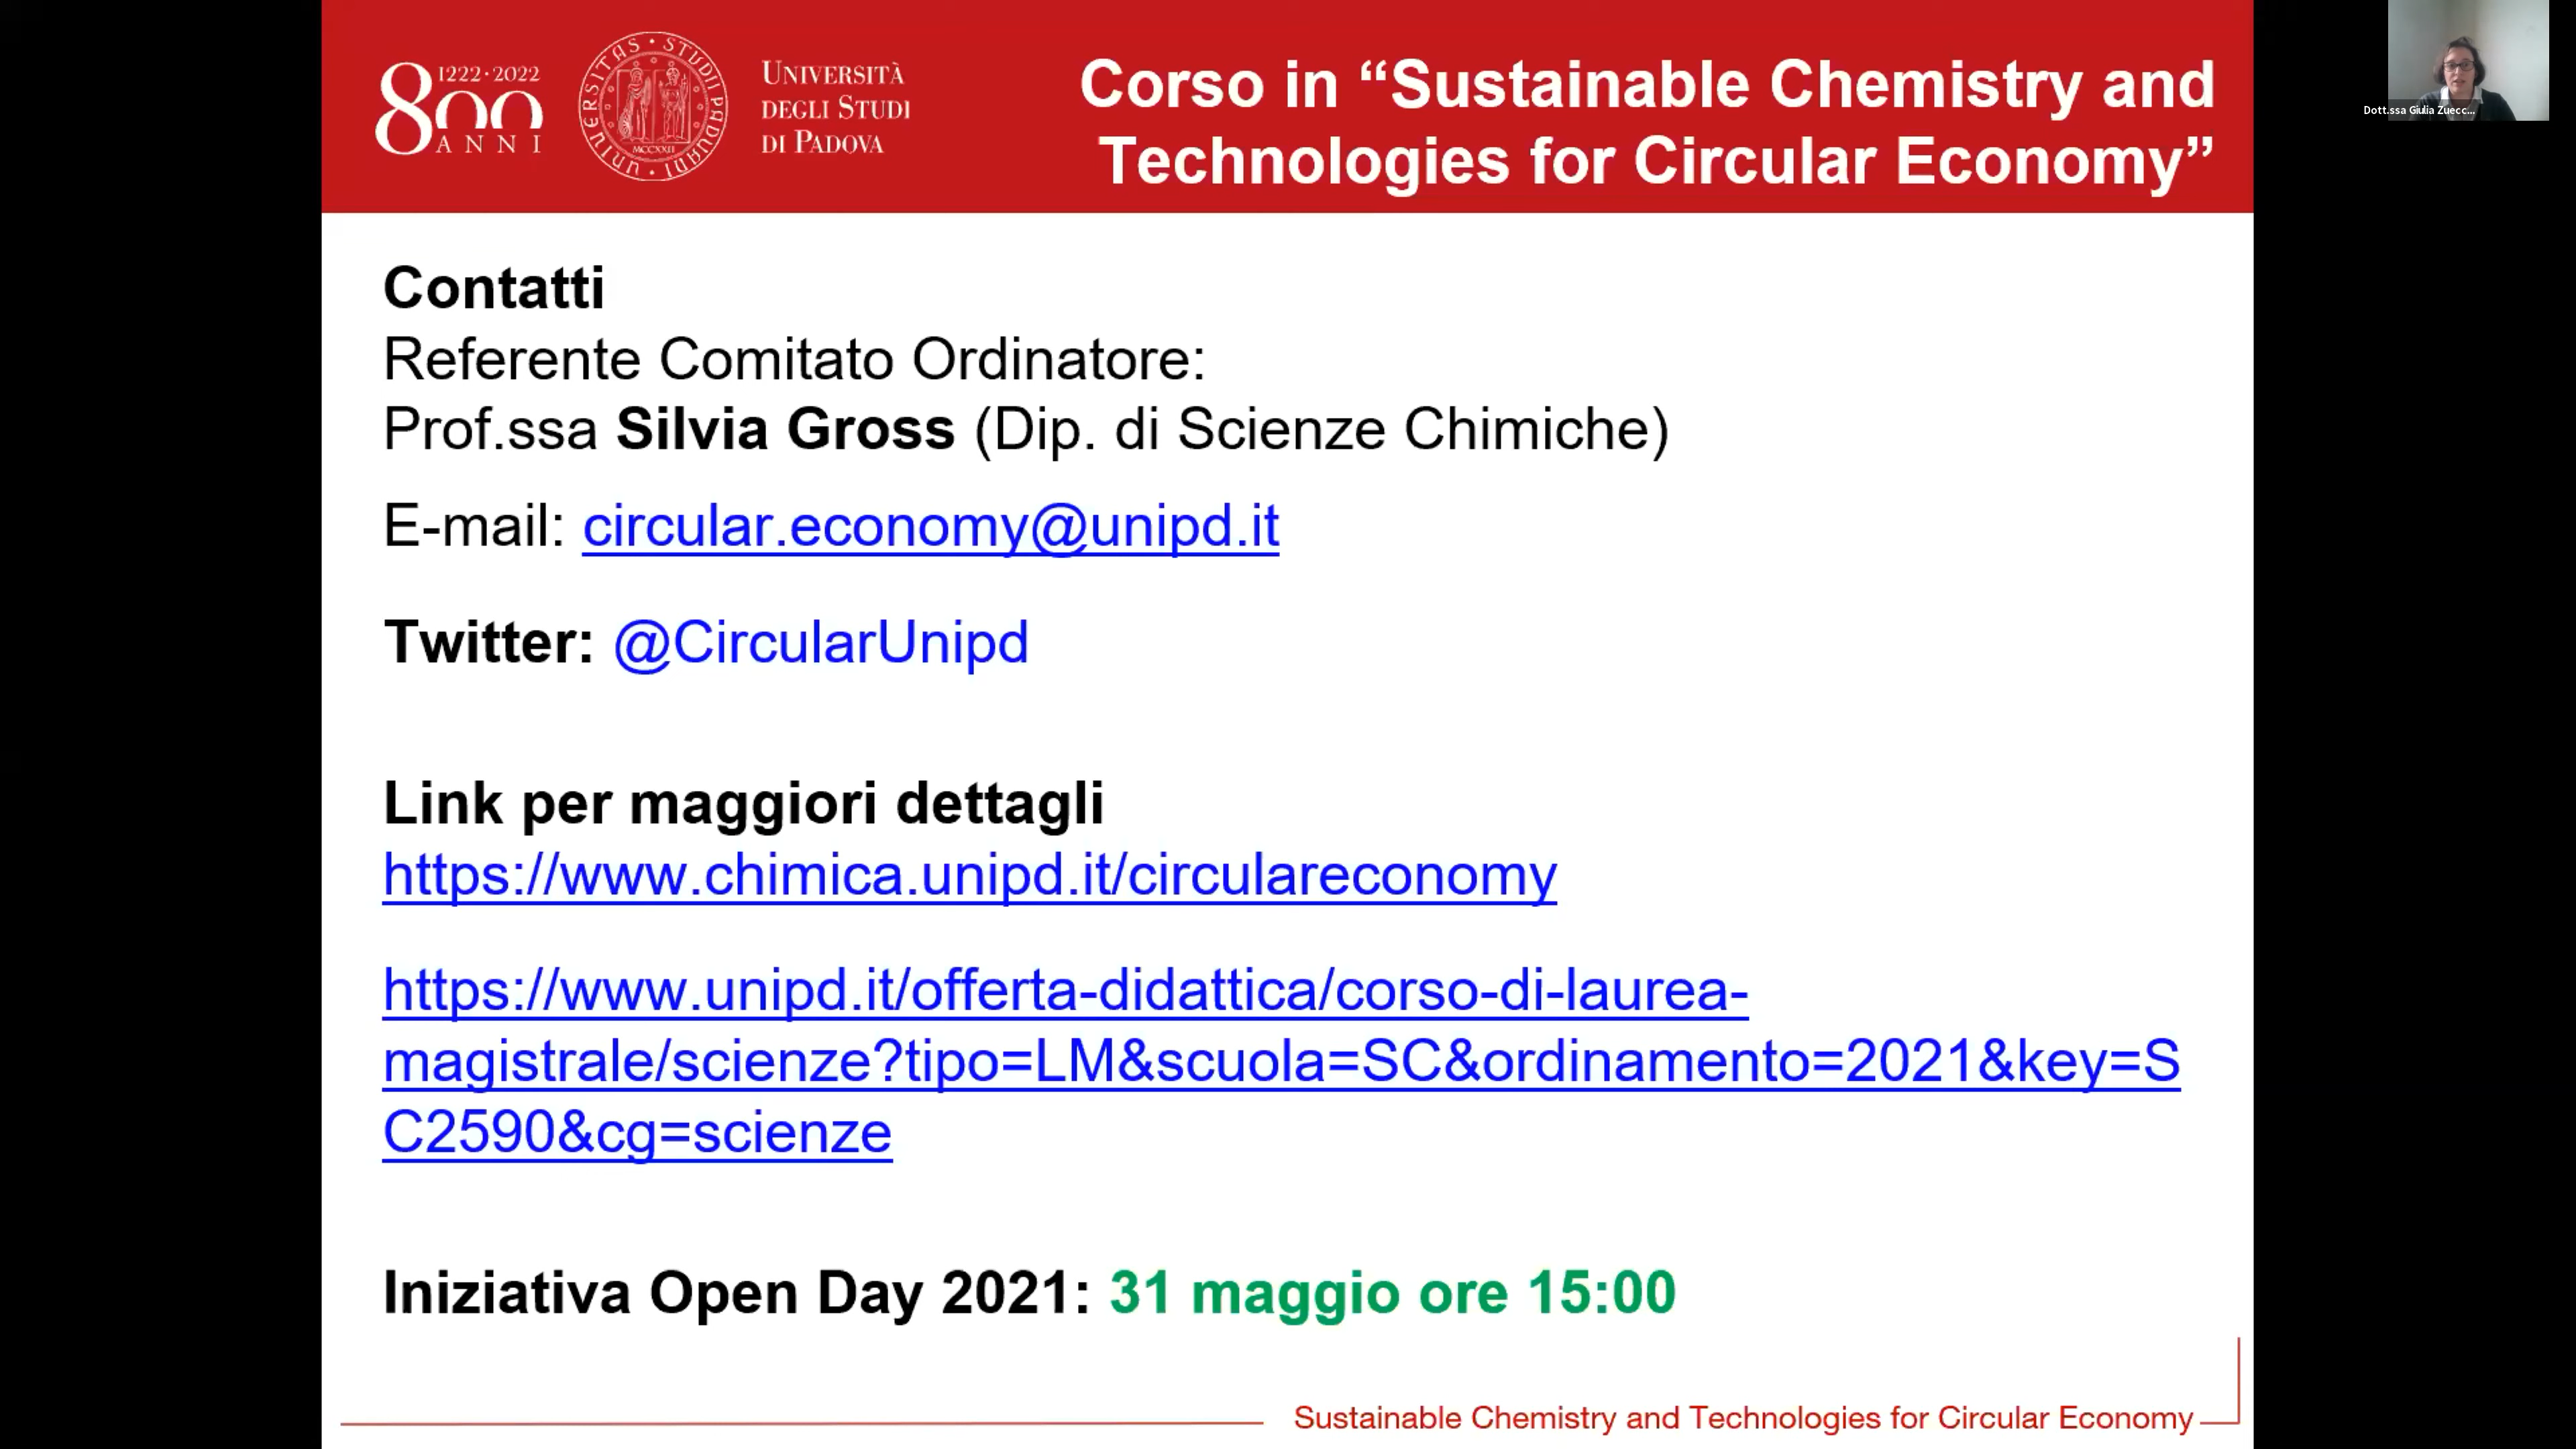 1222·2022
800
ANNI
UNIVERSITAS STUDII PADUANI
MCCXXII
UNIVERSITÀ
DEGLI STUDI
DI PADOVA
Corso in “Sustainable Chemistry and
Technologies for Circular Economy”
Dott.ssa Giulia Zuecc...
Contatti
Referente Comitato Ordinatore:
Prof.ssa Silvia Gross (Dip. di Scienze Chimiche)
E-mail: circular.economy@unipd.it
Twitter: @CircularUnipd
Link per maggiori dettagli
https://www.chimica.unipd.it/circulareconomy
https://www.unipd.it/offerta-didattica/corso-di-laurea-
magistrale/scienze?tipo=LM&scuola=SC&ordinamento=2021&key=S
C2590&cg=scienze
Iniziativa Open Day 2021: 31 maggio ore 15:00
Sustainable Chemistry and Technologies for Circular Economy